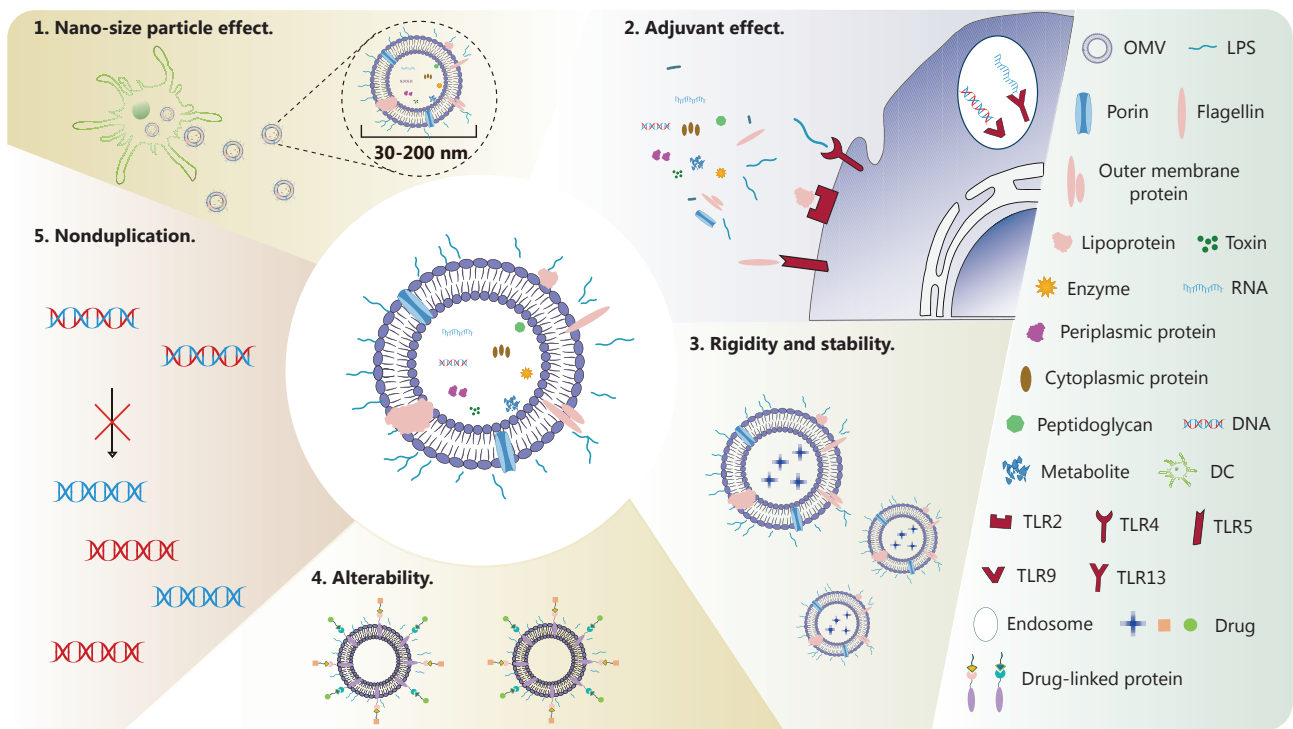 1. Nano-size particle effect.
30-200 nm
2. Adjuvant effect.
5. Nonduplication.
3. Rigidity and stability.
4. Alterability.
OMV
LPS
Porin
Flagellin
Outer membrane
protein
Lipoprotein
Toxin
Enzyme
RNA
Periplasmic protein
Cytoplasmic protein
Peptidoglycan
DNA
Metabolite
DC
TLR2
TLR4
TLR5
TLR9
TLR13
Endosome
Drug
Drug-linked protein